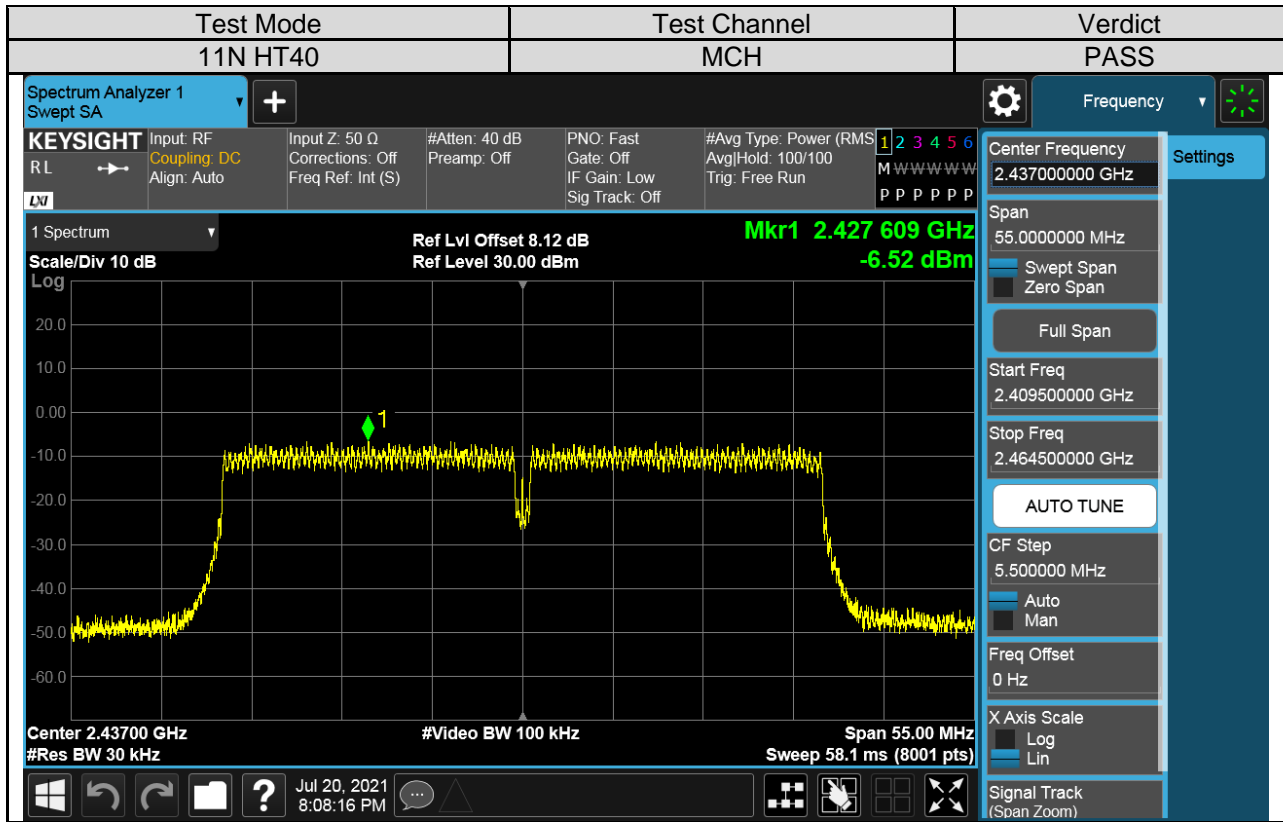 Test Mode Test Channel Verdict
11N HT40 MCH PASS
Spectrum Analyzer 1
Swept SA
+
Frequency
KEYSIGHT
R L
LXI
Input: RF
Coupling: DC
Align: Auto
Input Z: 50 Ω
Corrections: Off
Freq Ref: Int (S)
#Atten: 40 dB
Preamp: Off
PNO: Fast
Gate: Off
IF Gain: Low
Sig Track: Off
#Avg Type: Power (RMS
Avg|Hold: 100/100
Trig: Free Run
1 2 3 4 5 6
M W W W W W
P P P P P P
1 Spectrum
Scale/Div 10 dB
Log
Ref Lvl Offset 8.12 dB
Ref Level 30.00 dBm
Mkr1 2.427 609 GHz
-6.52 dBm
20.0
10.0
0.00
1
-10.0
-20.0
-30.0
-40.0
-50.0
-60.0
Center 2.43700 GHz #Video BW 100 kHz Span 55.00 MHz
#Res BW 30 kHz Sweep 58.1 ms (8001 pts)
Center Frequency
2.437000000 GHz
Settings
Span
55.0000000 MHz
Swept Span
Zero Span
Full Span
Start Freq
2.409500000 GHz
Stop Freq
2.464500000 GHz
AUTO TUNE
CF Step
5.500000 MHz
Auto
Man
Freq Offset
0 Hz
X Axis Scale
Log
Lin
Signal Track
(Span Zoom)
?
Jul 20, 2021
8:08:16 PM